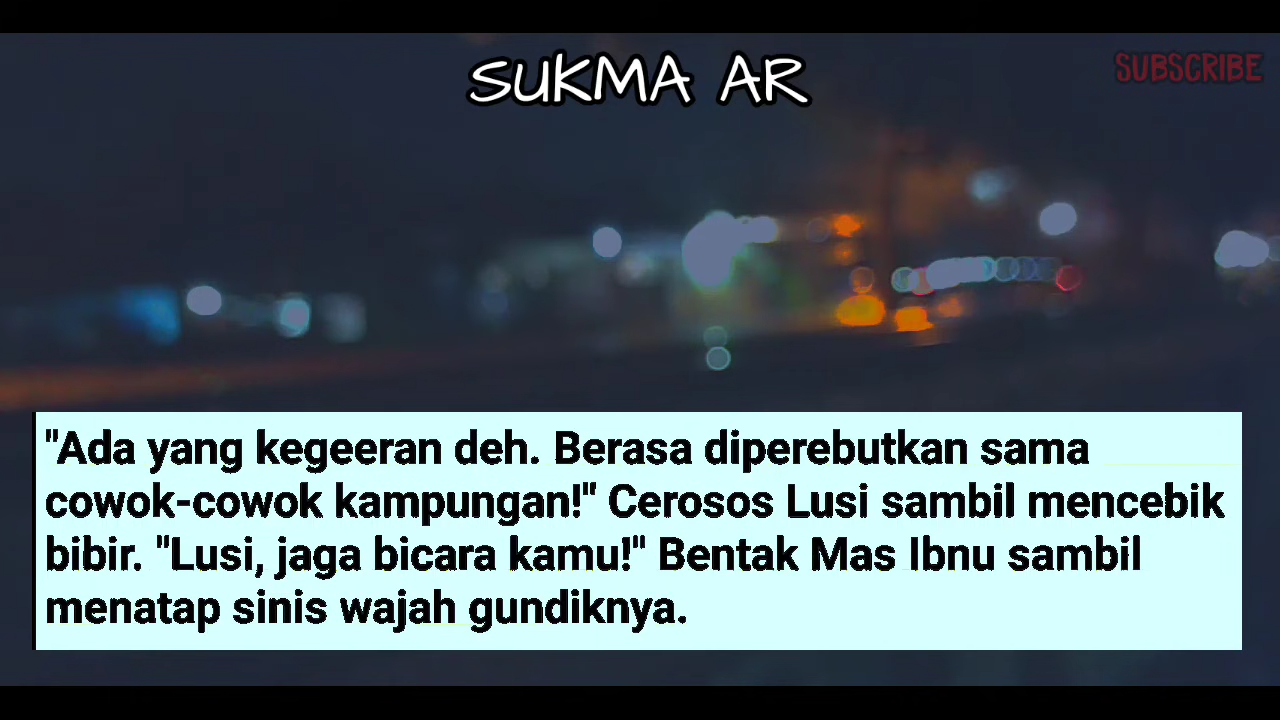 SUKMA AR
SUBSCRIBE
"Ada yang kegeeran deh. Berasa diperebutkan sama
cowok-cowok kampungan!" Cerosos Lusi sambil mencebik
bibir. "Lusi, jaga bicara kamu!" Bentak Mas Ibnu sambil
menatap sinis wajah gundiknya.